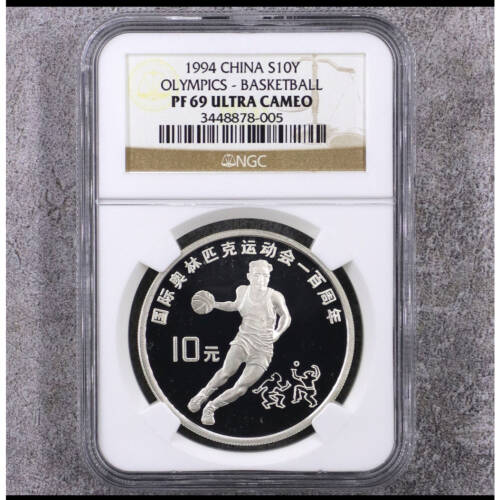 1994 CHINA S10Y
OLYMPICS - BASKETBALL
PF 69 ULTRA CAMEO
3448878-005
NGC
国际奥林匹克运动会一百周年
10元